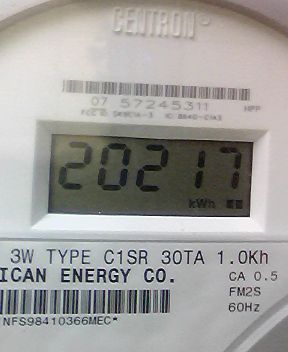 CENTRON®
07 57245311
20217
kWh
3W TYPE C1SR 30TA 1.0Kh
ICAN ENERGY CO. CA 0.5
FM2S
60Hz
NFS98410366MEC*